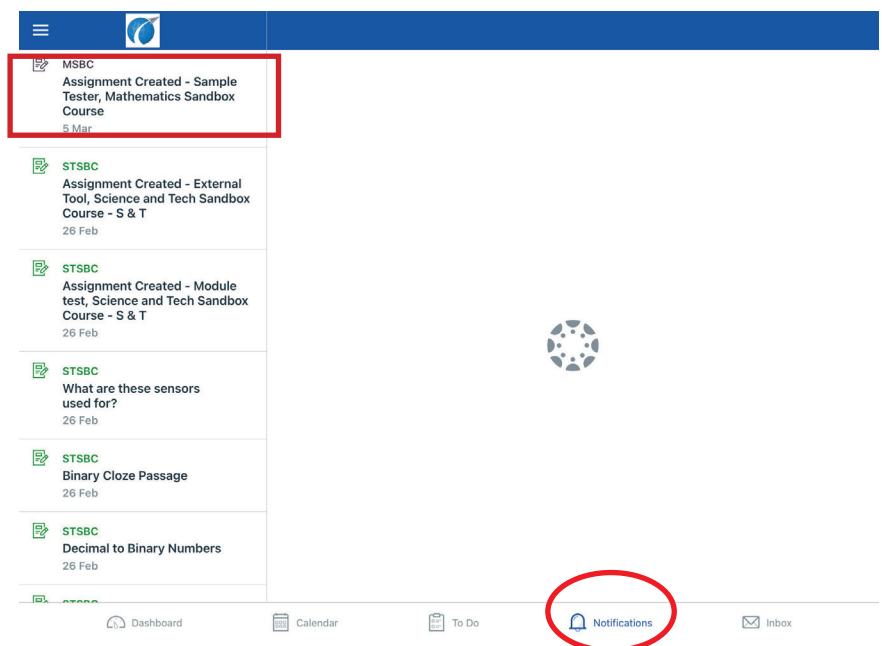 MSBC
Assignment Created - Sample
Tester, Mathematics Sandbox
Course
5 Mar
STSBC
Assignment Created - External
Tool, Science and Tech Sandbox
Course - S & T
26 Feb
STSBC
Assignment Created - Module
test, Science and Tech Sandbox
Course - S & T
26 Feb
STSBC
What are these sensors
used for?
26 Feb
STSBC
Binary Cloze Passage
26 Feb
STSBC
Decimal to Binary Numbers
26 Feb
Dashboard
Calendar
To Do
Notifications
Inbox